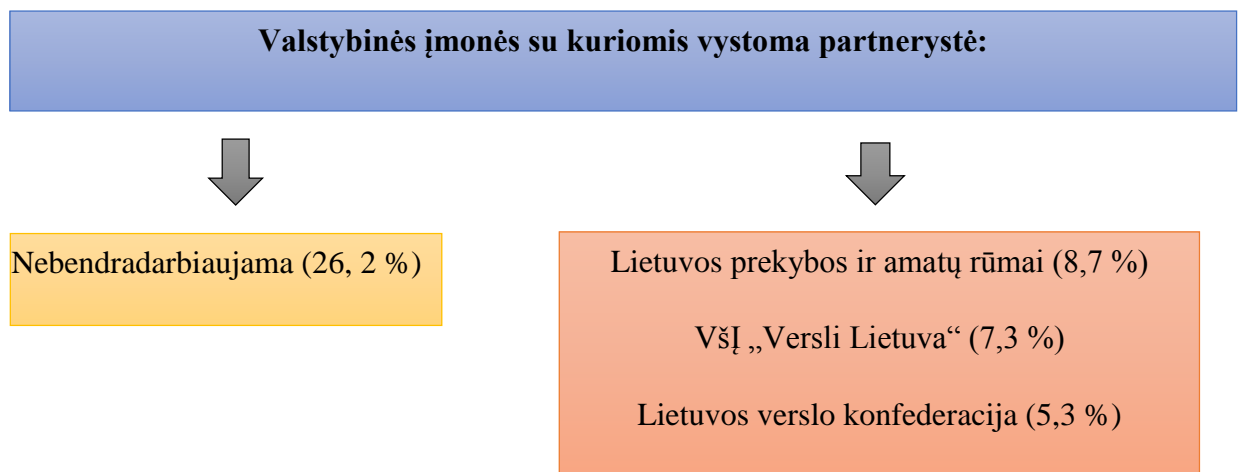 Valstybinės įmonės su kuriomis vystoma partnerystė:
Nebendradarbiaujama (26, 2 %)
Lietuvos prekybos ir amatų rūmai (8,7 %)
VšĮ „Versli Lietuva“ (7,3 %)
Lietuvos verslo konfederacija (5,3 %)